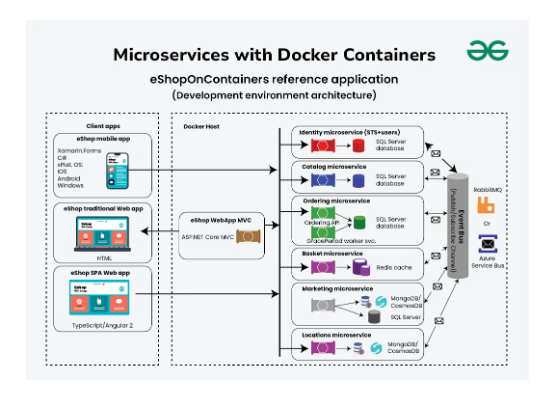 Microservices with Docker Containers
eShopOnContainers reference application
(Development environment architecture)
Client apps
eShop mobile app
Xamarin.Forms
C#
xPlat. OS:
iOS
Android
Windows
eShop traditional Web app
HTML
eShop SPA Web app
TypeScript/Angular 2
Docker Host
eShop WebApp MVC
ASP.NET Core MVC
Identity microservice (STS+users)
SQL Server
database
Catalog microservice
SQL Server
database
Ordering microservice
Ordering.API
SQL Server
database
GracePeriod worker svc.
Basket microservice
Redis cache
Marketing microservice
MongoDB/
CosmosDB
SQL Server
Locations microservice
MongoDB/
CosmosDB
Event Bus
(Publish/Subscribe Channel)
RabbitMQ
Or
Azure
Service Bus